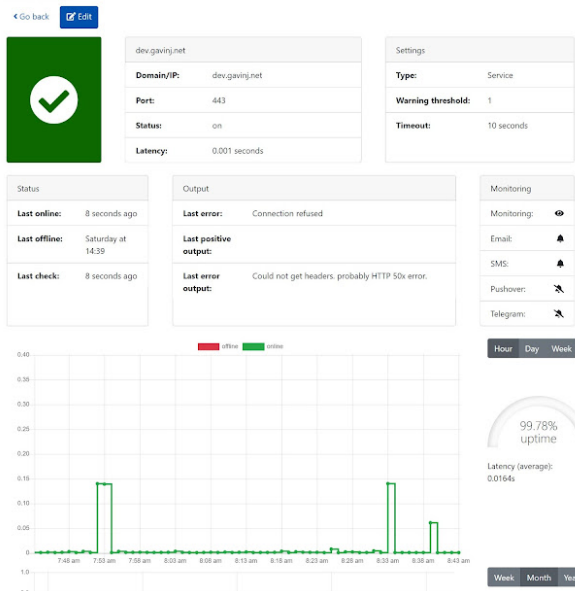 Go back
Edit
dev.gavinj.net
Domain/IP: dev.gavinj.net
Port: 443
Status: on
Latency: 0.001 seconds
Settings
Type: Service
Warning threshold: 1
Timeout: 10 seconds
Status
Last online: 8 seconds ago
Last offline: Saturday at
14:39
Last check: 8 seconds ago
Output
Last error: Connection refused
Last positive
output:
Last error
output: Could not get headers. probably HTTP 50x error.
Monitoring
Monitoring:
Email:
SMS:
Pushover:
Telegram:
offline online
0.40
0.35
0.30
0.25
0.20
0.15
0.10
0.05
0
7:48 am 7:53 am 7:58 am 8:03 am 8:08 am 8:13 am 8:18 am 8:23 am 8:28 am 8:33 am 8:38 am 8:43 am
1.0
0.8
Hour Day Week
99.78%
uptime
Latency (average):
0.0164s
Week Month Yea